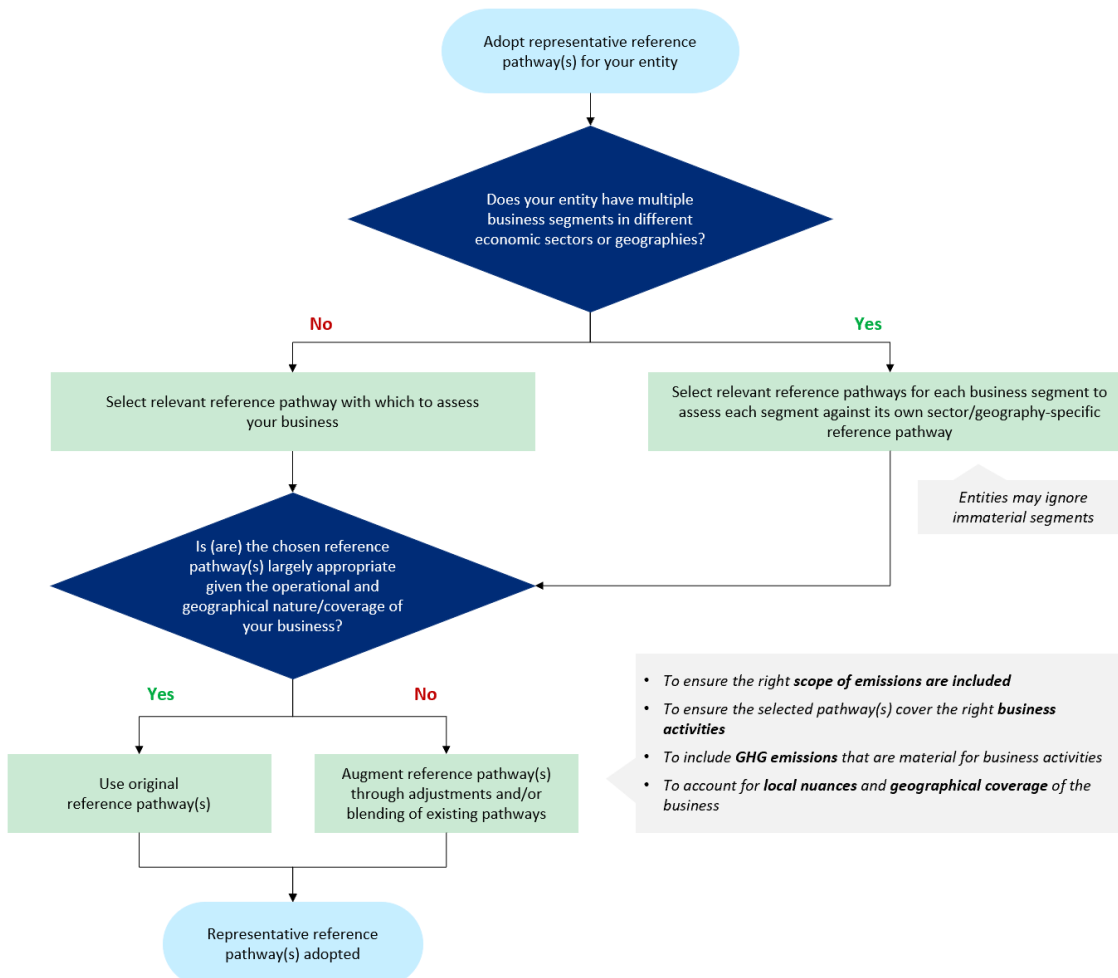 Adopt representative reference
pathway(s) for your entity
Does your entity have multiple
business segments in different
economic sectors or geographies?
No
Yes
Select relevant reference pathway with which to assess
your business
Select relevant reference pathways for each business segment to
assess each segment against its own sector/geography-specific
reference pathway
Entities may ignore
immaterial segments
Is (are) the chosen reference
pathway(s) largely appropriate
given the operational and
geographical nature/coverage of
your business?
Yes
No
Use original
reference pathway(s)
Augment reference pathway(s)
through adjustments and/or
blending of existing pathways
• To ensure the right scope of emissions are included
• To ensure the selected pathway(s) cover the right business
activities
• To include GHG emissions that are material for business activities
• To account for local nuances and geographical coverage of the
business
Representative reference
pathway(s) adopted